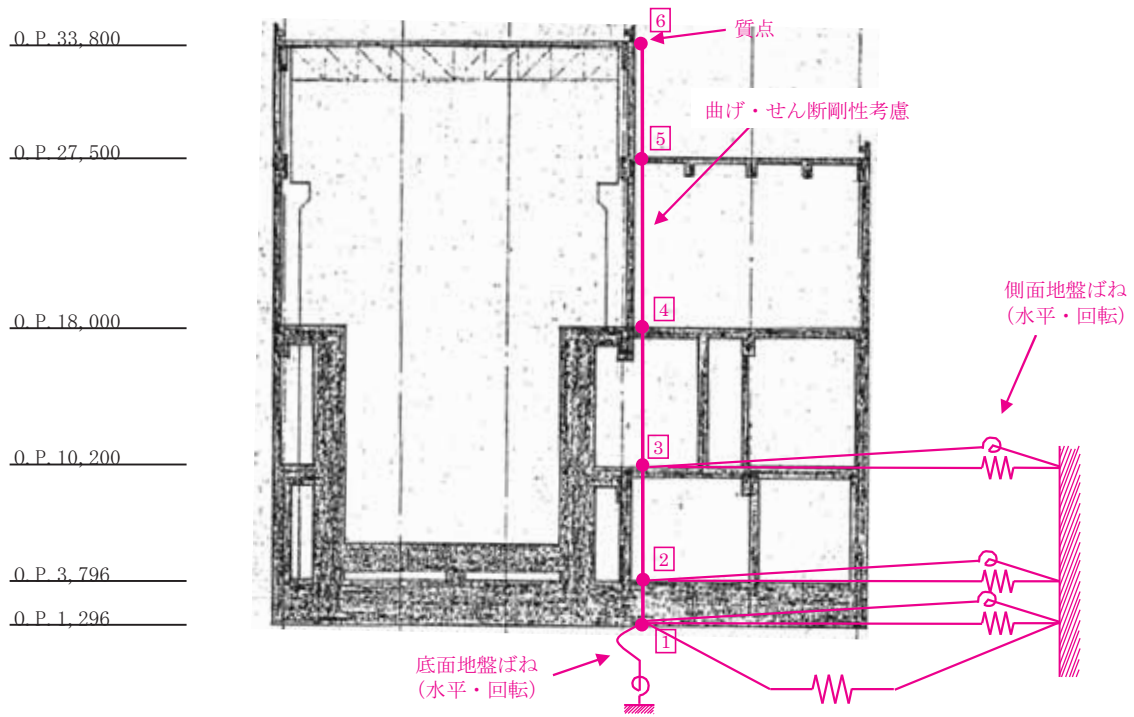 6
O.P.33,800
質点
曲げ・せん断剛性考慮
5
O.P.27,500
側面地盤ばね
（水平・回転）
4
O.P.18,000
3
O.P.10,200
2
O.P.3,796
O.P.1,296
1
底面地盤ばね
（水平・回転）